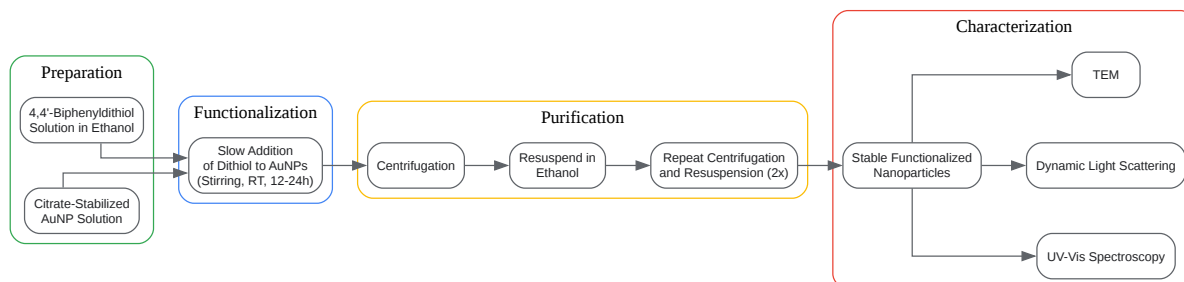 Preparation
4,4'-Biphenyldithiol
Solution in Ethanol
Citrate-Stabilized
AuNP Solution
Functionalization
Slow Addition
of Dithiol to AuNPs
(Stirring, RT, 12-24h)
Purification
Centrifugation
Resuspend in
Ethanol
Repeat Centrifugation
and Resuspension (2x)
Characterization
Stable Functionalized
Nanoparticles
TEM
Dynamic Light Scattering
UV-Vis Spectroscopy